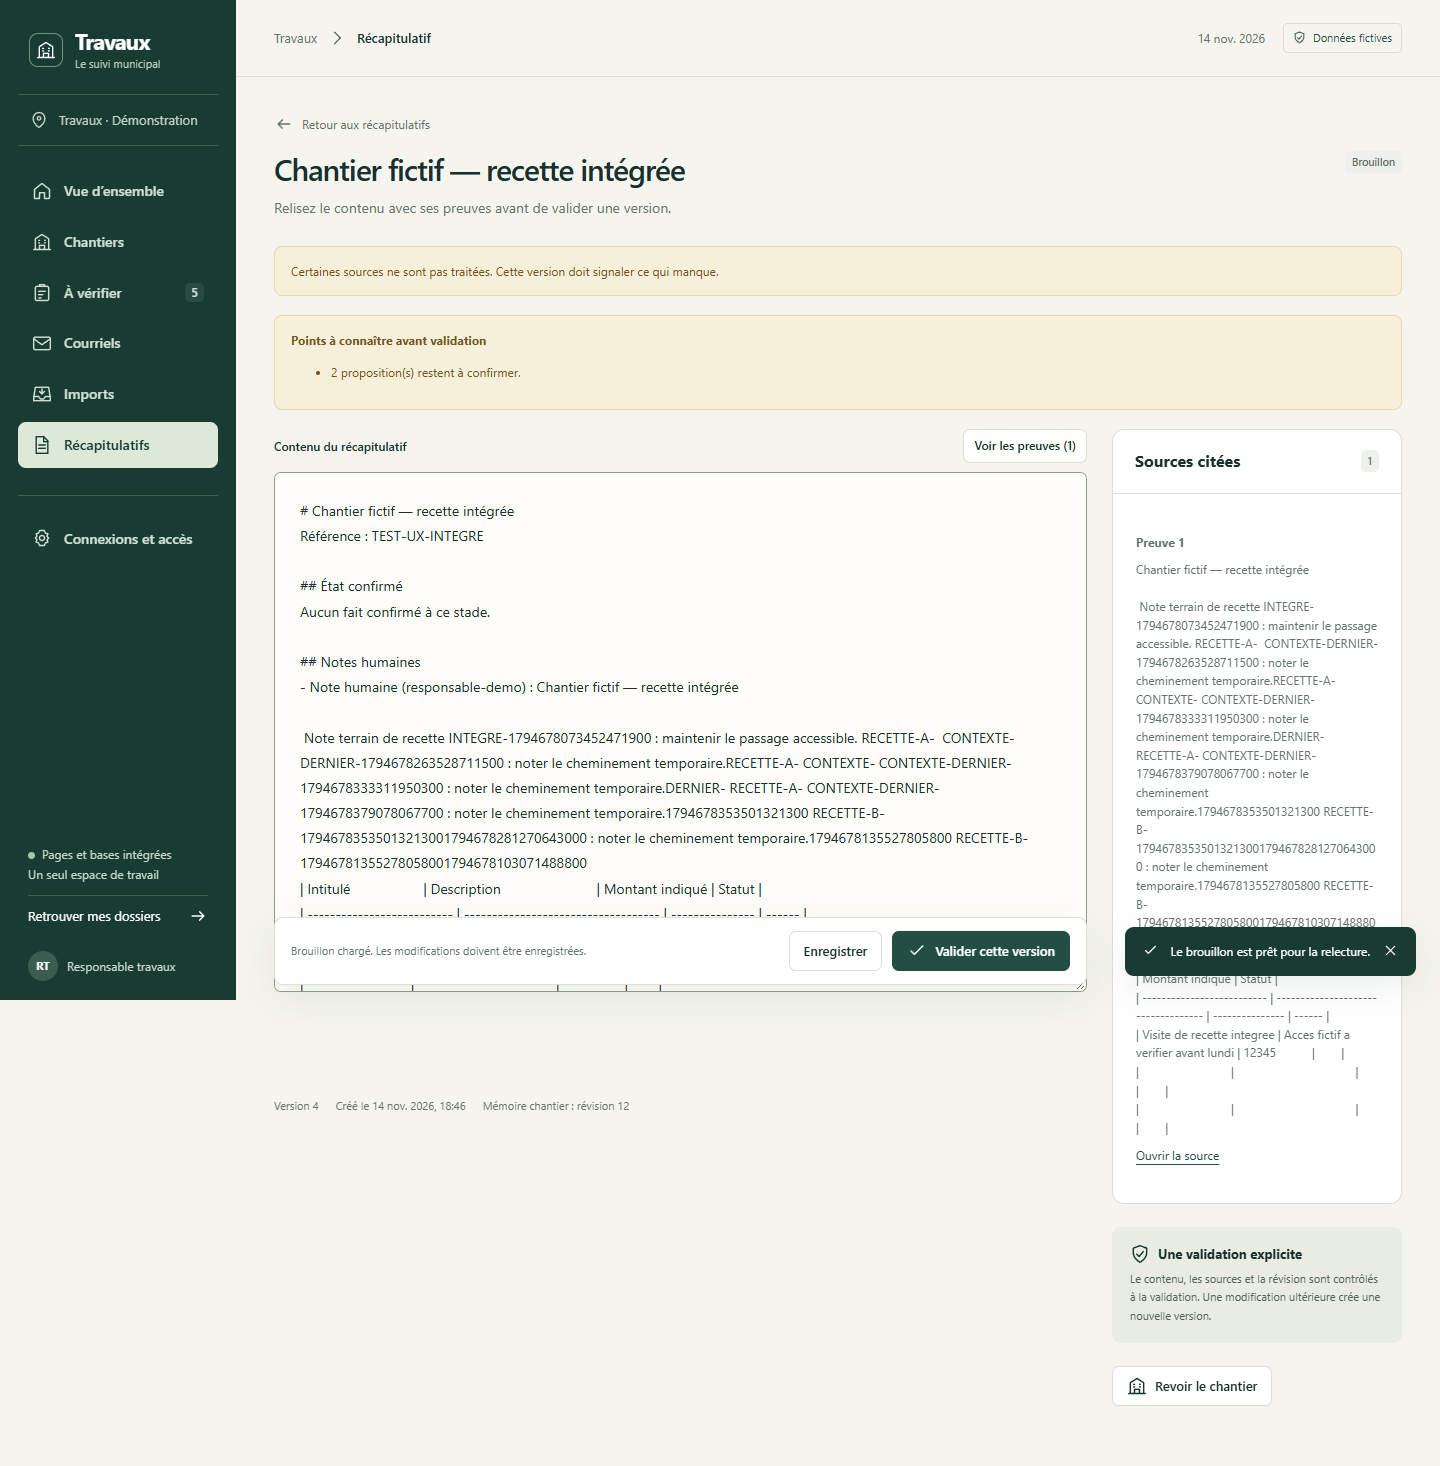 Travaux
Le suivi municipal
Travaux · Démonstration
Vue d’ensemble
Chantiers
À vérifier 5
Courriels
Imports
Récapitulatifs
Connexions et accès
Pages et bases intégrées
Un seul espace de travail
Retrouver mes dossiers
RT Responsable travaux
Travaux Récapitulatif
14 nov. 2026 Données fictives
Retour aux récapitulatifs
Chantier fictif — recette intégrée
Brouillon
Relisez le contenu avec ses preuves avant de valider une version.
Certaines sources ne sont pas traitées. Cette version doit signaler ce qui manque.
Points à connaître avant validation
• 2 proposition(s) restent à confirmer.
Contenu du récapitulatif
Voir les preuves (1)
# Chantier fictif — recette intégrée
Référence : TEST-UX-INTEGRE
## État confirmé
Aucun fait confirmé à ce stade.
## Notes humaines
- Note humaine (responsable-demo) : Chantier fictif — recette intégrée
Note terrain de recette INTEGRE-1794678073452471900 : maintenir le passage accessible. RECETTE-A-  CONTEXTE-
DERNIER-1794678263528711500 : noter le cheminement temporaire.RECETTE-A- CONTEXTE- CONTEXTE-DERNIER-
1794678333311950300 : noter le cheminement temporaire.DERNIER- RECETTE-A- CONTEXTE-DERNIER-
1794678379078067700 : noter le cheminement temporaire.1794678353501321300 RECETTE-B-
17946783535013213001794678281270643000 : noter le cheminement temporaire.1794678135527805800 RECETTE-B-
17946781355278058001794678103071488800
| Intitulé | Description | Montant indiqué | Statut |
| -------------------------- | ----------------------------------- | --------------- | ------ |
Brouillon chargé. Les modifications doivent être enregistrées.
Enregistrer
Valider cette version
Version 4 Créé le 14 nov. 2026, 18:46 Mémoire chantier : révision 12
Sources citées 1
Preuve 1
Chantier fictif — recette intégrée
Note terrain de recette INTEGRE-
1794678073452471900 : maintenir le passage
accessible. RECETTE-A-  CONTEXTE-DERNIER-
1794678263528711500 : noter le
cheminement temporaire.RECETTE-A-
CONTEXTE- CONTEXTE-DERNIER-
1794678333311950300 : noter le
cheminement temporaire.DERNIER-
RECETTE-A- CONTEXTE-DERNIER-
1794678379078067700 : noter le
cheminement
temporaire.1794678353501321300 RECETTE-
B-
1794678353501321300179467828127064300
0 : noter le cheminement
temporaire.1794678135527805800 RECETTE-
B-
1794678135527805800179467810307148880
Le brouillon est prêt pour la relecture.
| Montant indiqué | Statut |
| -------------------------- | ---------------------
-------------- | --------------- | ------ |
| Visite de recette integree | Acces fictif a
verifier avant lundi | 12345 | |
| | |
| |
| | |
| |
Ouvrir la source
Une validation explicite
Le contenu, les sources et la révision sont contrôlés
à la validation. Une modification ultérieure crée une
nouvelle version.
Revoir le chantier